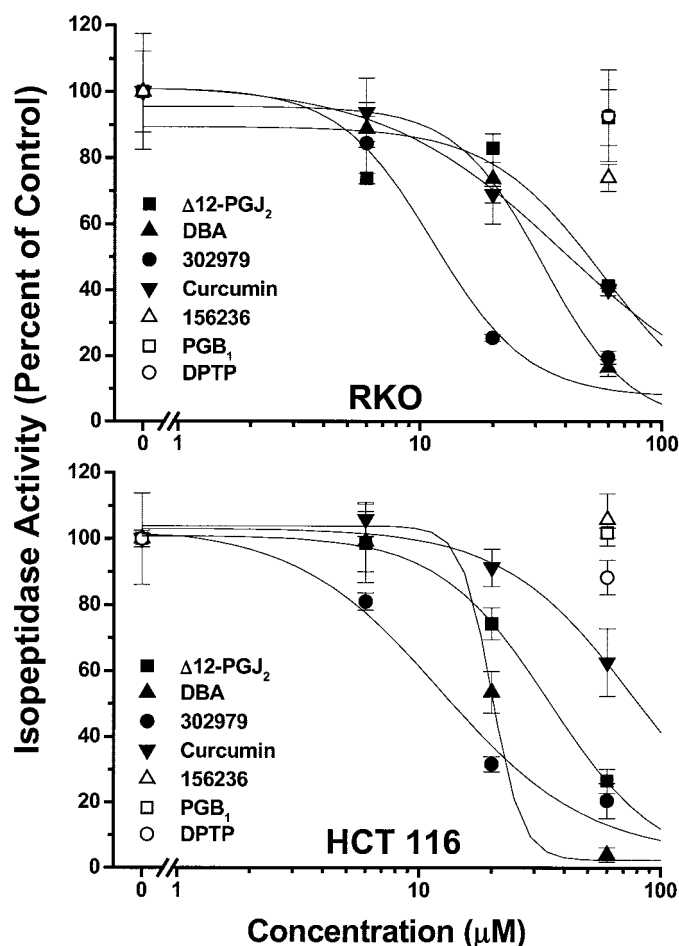 Isopeptidase Activity (Percent of Control)
120
100
80
60
40
20
0
Δ12-PGJ₂
DBA
302979
Curcumin
156236
PGB₁
DPTP
RKO
0 1 10 100
120
100
80
60
40
20
0
Δ12-PGJ₂
DBA
302979
Curcumin
156236
PGB₁
DPTP
HCT 116
0 1 10 100
Concentration (μM)